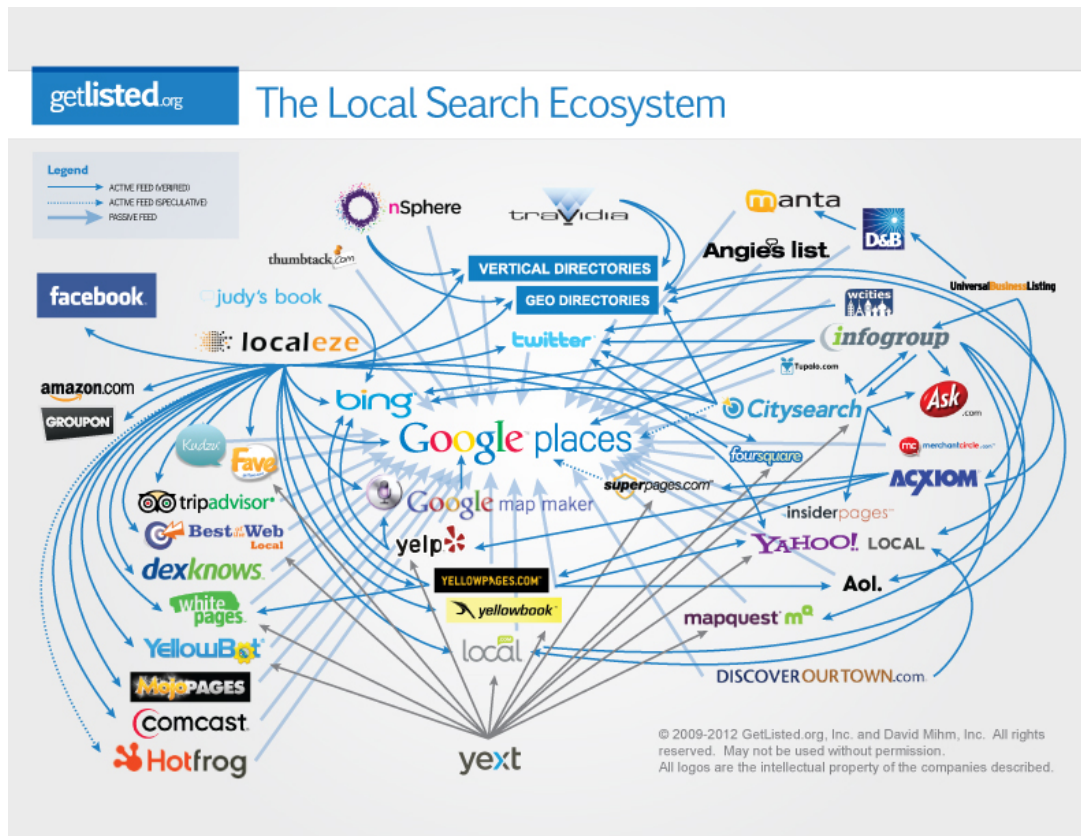 getlisted.org
The Local Search Ecosystem
Legend
ACTIVE FEED (VERIFIED)
ACTIVE FEED (SPECULATIVE)
PASSIVE FEED
nSphere
travidia
manta
D&B
Angie's list.
thumbtack.com
VERTICAL DIRECTORIES
GEO DIRECTORIES
UniversalBusinessListing
facebook
judy's book
wcities
localeze
twitter
infogroup
Tupalo.com
amazon.com
GROUPON
bing
Citysearch
Ask.com
Google places
Kudzu
Fave
foursquare
mc merchantcircle.com
superpages.com
ACXIOM
tripadvisor
Google map maker
insiderpages
Best of the Web
Local
yelp
YAHOO! LOCAL
dexknows
YELLOWPAGES.COM
Aol.
white
pages
yellowbook
mapquest m
YellowBot
local
MojoPAGES
DISCOVEROURTOWN.com
comcast
Hotfrog
yext
© 2009-2012 GetListed.org, Inc. and David Mihm, Inc. All rights
reserved. May not be used without permission.
All logos are the intellectual property of the companies described.